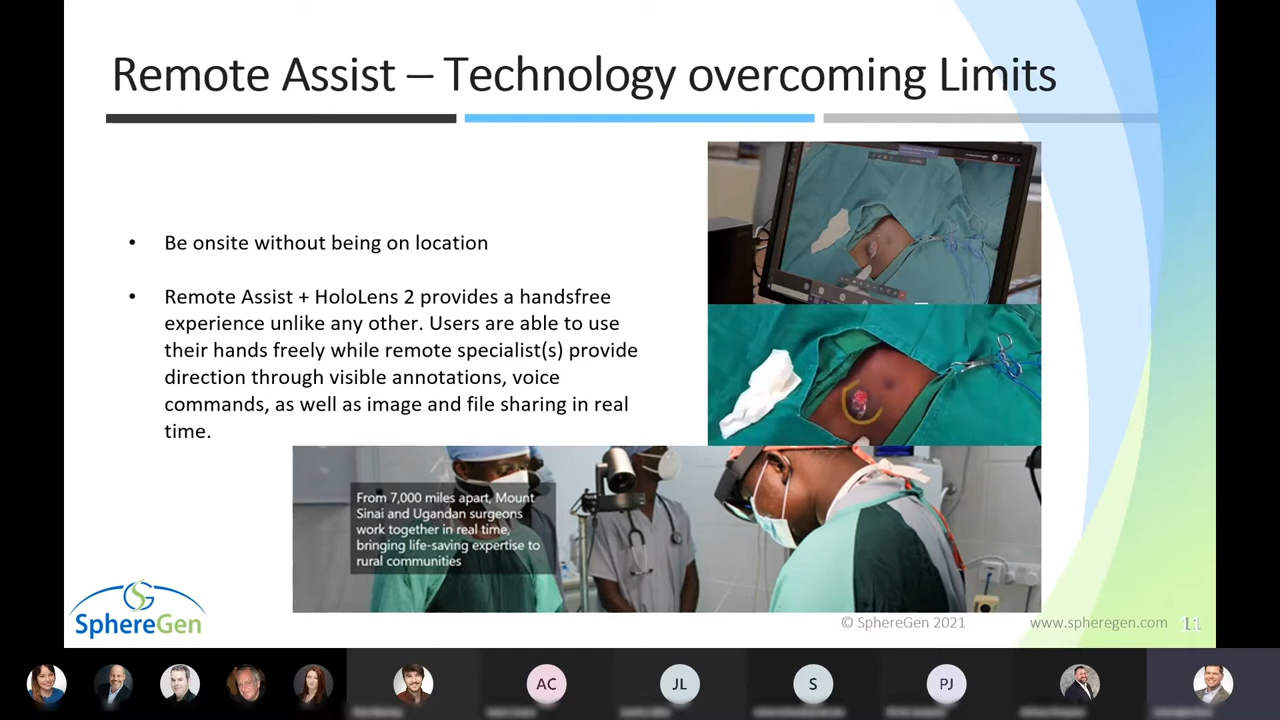 Remote Assist – Technology overcoming Limits
• Be onsite without being on location
• Remote Assist + HoloLens 2 provides a handsfree
experience unlike any other. Users are able to use
their hands freely while remote specialist(s) provide
direction through visible annotations, voice
commands, as well as image and file sharing in real
time.
From 7,000 miles apart, Mount
Sinai and Ugandan surgeons
work together in real time,
bringing life-saving expertise to
rural communities
SphereGen
© SphereGen 2021
www.spheregen.com
11
AC
JL
S
PJ